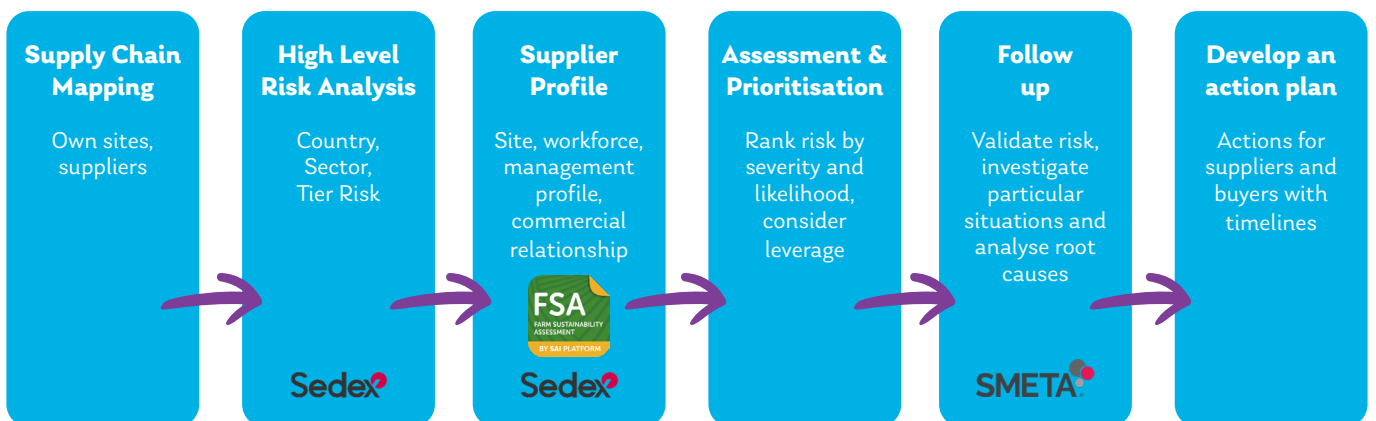 Supply Chain
Mapping
Own sites,
suppliers
High Level
Risk Analysis
Country,
Sector,
Tier Risk
Sedex
Supplier
Profile
Site, workforce,
management
profile,
commercial
relationship
FSA
FARM SUSTAINABILITY
ASSESSMENT
BY SAI PLATFORM
Sedex
Assessment &
Prioritisation
Rank risk by
severity and
likelihood,
consider
leverage
Follow
up
Validate risk,
investigate
particular
situations and
analyse root
causes
SMETA
Develop an
action plan
Actions for
suppliers and
buyers with
timelines